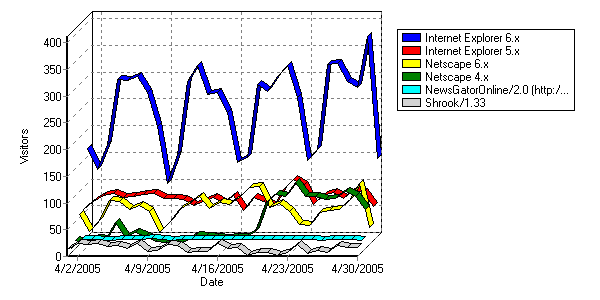 400
350
300
250
200
150
100
50
0
Visitors
4/2/2005 4/9/2005 4/16/2005 4/23/2005 4/30/2005
Date
Internet Explorer 6.x
Internet Explorer 5.x
Netscape 6.x
Netscape 4.x
NewsGatorOnline/2.0 (http:/...
Shrook/1.33